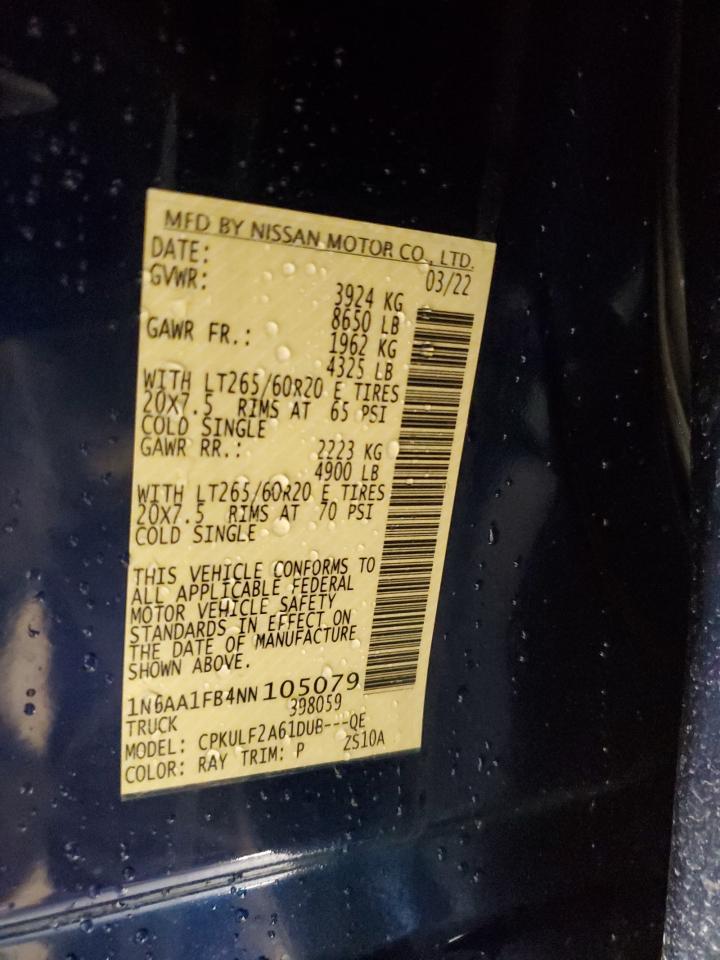 MFD BY NISSAN MOTOR CO., LTD.
DATE: 03/22
GVWR: 3924 KG
8650 LB
GAWR FR.: 1962 KG
4325 LB
WITH LT265/60R20 E TIRES
20X7.5 RIMS AT 65 PSI
COLD SINGLE
GAWR RR.: 2223 KG
4900 LB
WITH LT265/60R20 E TIRES
20X7.5 RIMS AT 70 PSI
COLD SINGLE
THIS VEHICLE CONFORMS TO
ALL APPLICABLE FEDERAL
MOTOR VEHICLE SAFETY
STANDARDS IN EFFECT ON
THE DATE OF MANUFACTURE
SHOWN ABOVE.
1N6AA1FB4NN105079
398059
TRUCK
MODEL: CPKULF2A61DUB---QE
COLOR: RAY TRIM: P ZS10A